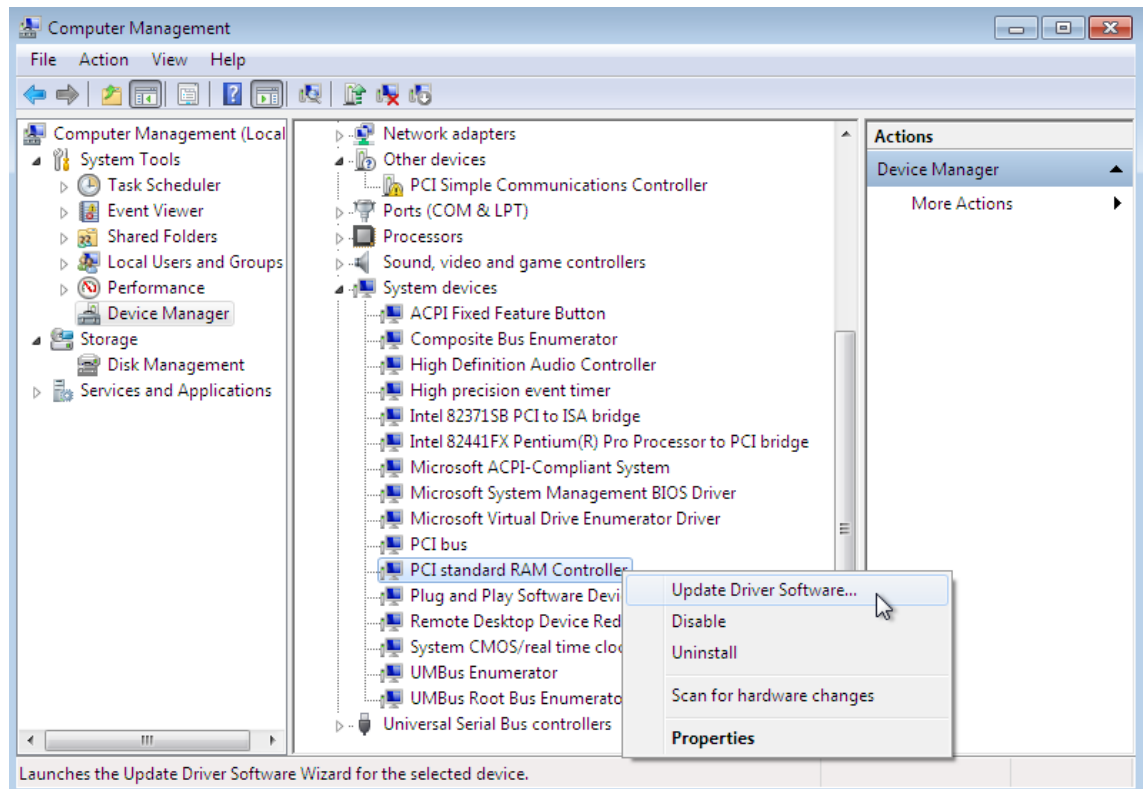 Computer Management
File Action View Help
Computer Management (Local
System Tools
Task Scheduler
Event Viewer
Shared Folders
Local Users and Groups
Performance
Device Manager
Storage
Disk Management
Services and Applications
Network adapters
Other devices
PCI Simple Communications Controller
Ports (COM & LPT)
Processors
Sound, video and game controllers
System devices
ACPI Fixed Feature Button
Composite Bus Enumerator
High Definition Audio Controller
High precision event timer
Intel 82371SB PCI to ISA bridge
Intel 82441FX Pentium(R) Pro Processor to PCI bridge
Microsoft ACPI-Compliant System
Microsoft System Management BIOS Driver
Microsoft Virtual Drive Enumerator Driver
PCI bus
PCI standard RAM Controller
Plug and Play Software Devi
Remote Desktop Device Red
System CMOS/real time cloc
UMBus Enumerator
UMBus Root Bus Enumerato
Universal Serial Bus controllers
Update Driver Software...
Disable
Uninstall
Scan for hardware changes
Properties
Actions
Device Manager
More Actions
Launches the Update Driver Software Wizard for the selected device.